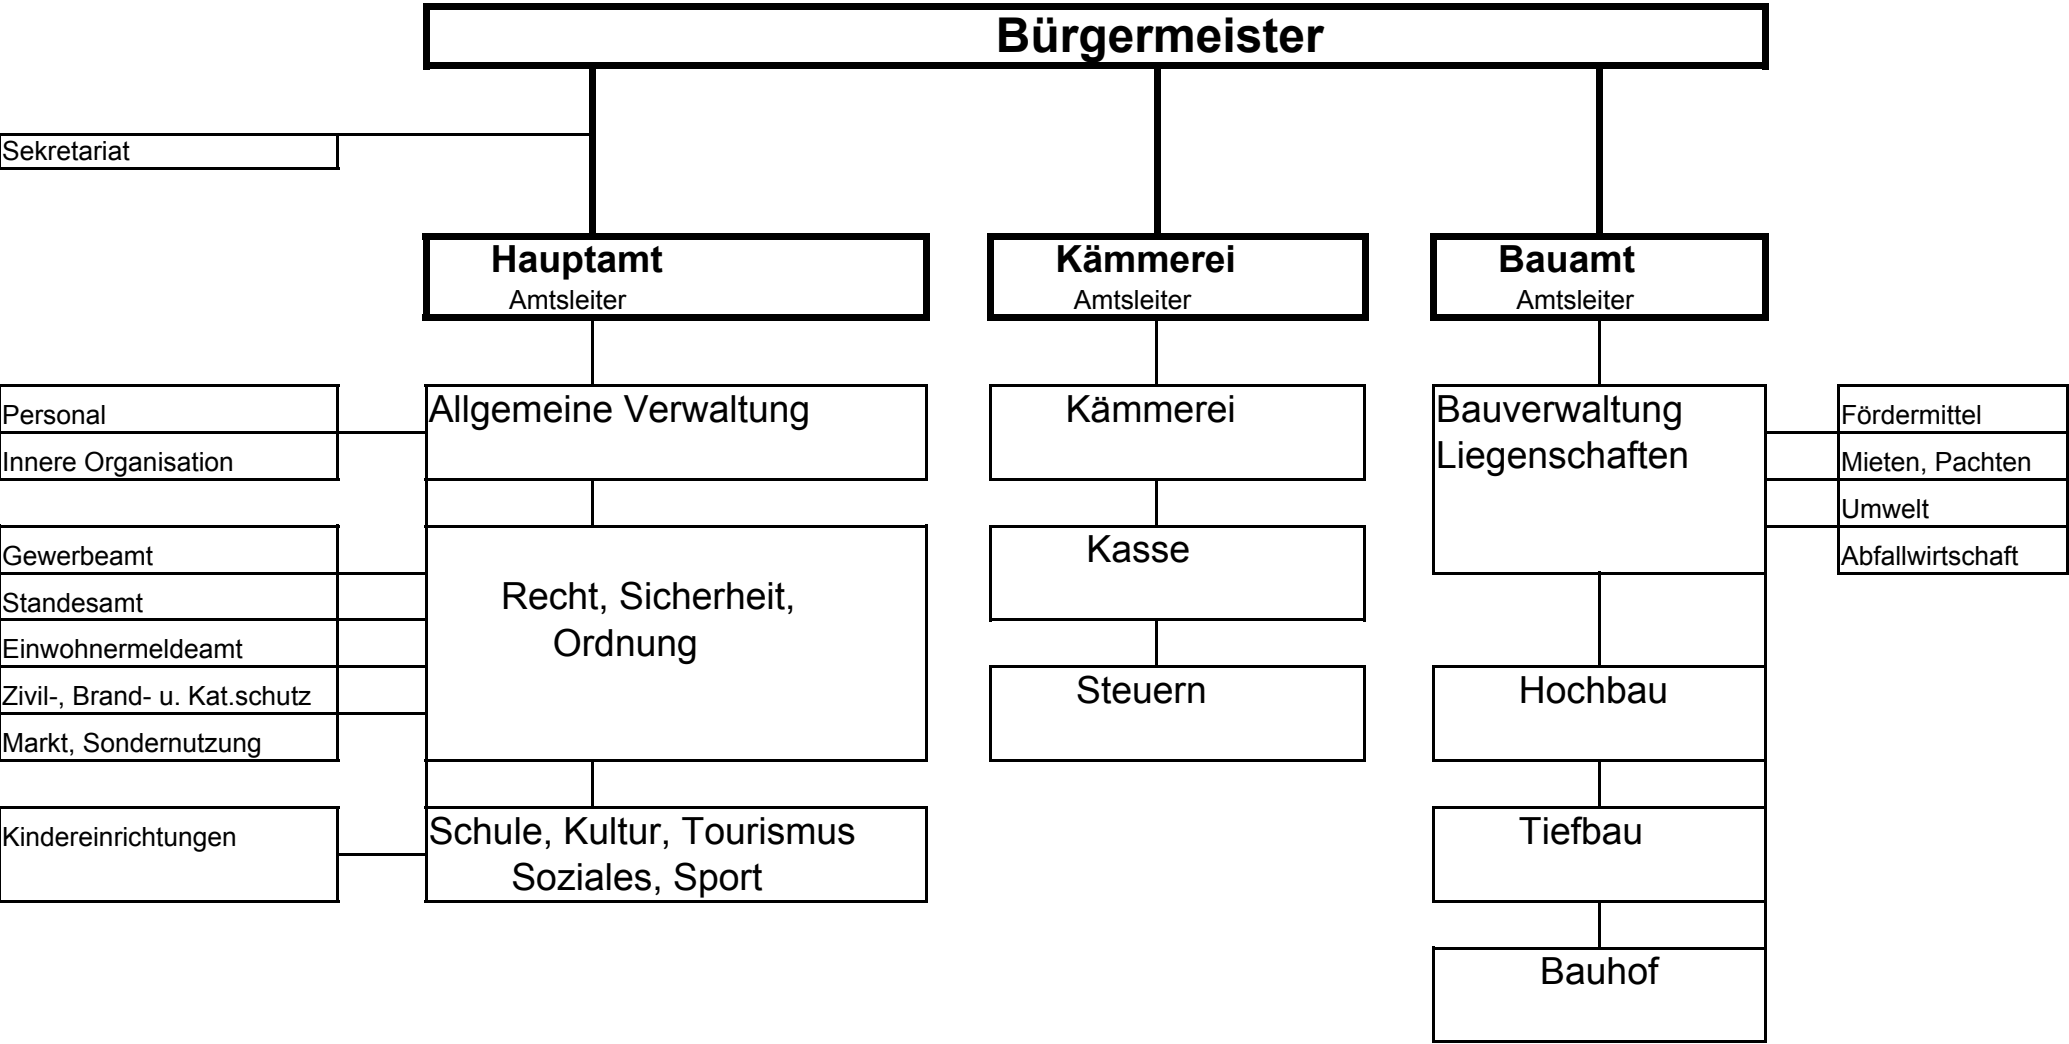 Bürgermeister
Sekretariat
Hauptamt
Amtsleiter
Kämmerei
Amtsleiter
Bauamt
Amtsleiter
Personal
Innere Organisation
Allgemeine Verwaltung
Kämmerei
Bauverwaltung
Liegenschaften
Fördermittel
Mieten, Pachten
Umwelt
Abfallwirtschaft
Gewerbeamt
Standesamt
Einwohnermeldeamt
Zivil-, Brand- u. Kat.schutz
Markt, Sondernutzung
Recht, Sicherheit,
Ordnung
Kasse
Steuern
Hochbau
Kindereinrichtungen
Schule, Kultur, Tourismus
Soziales, Sport
Tiefbau
Bauhof